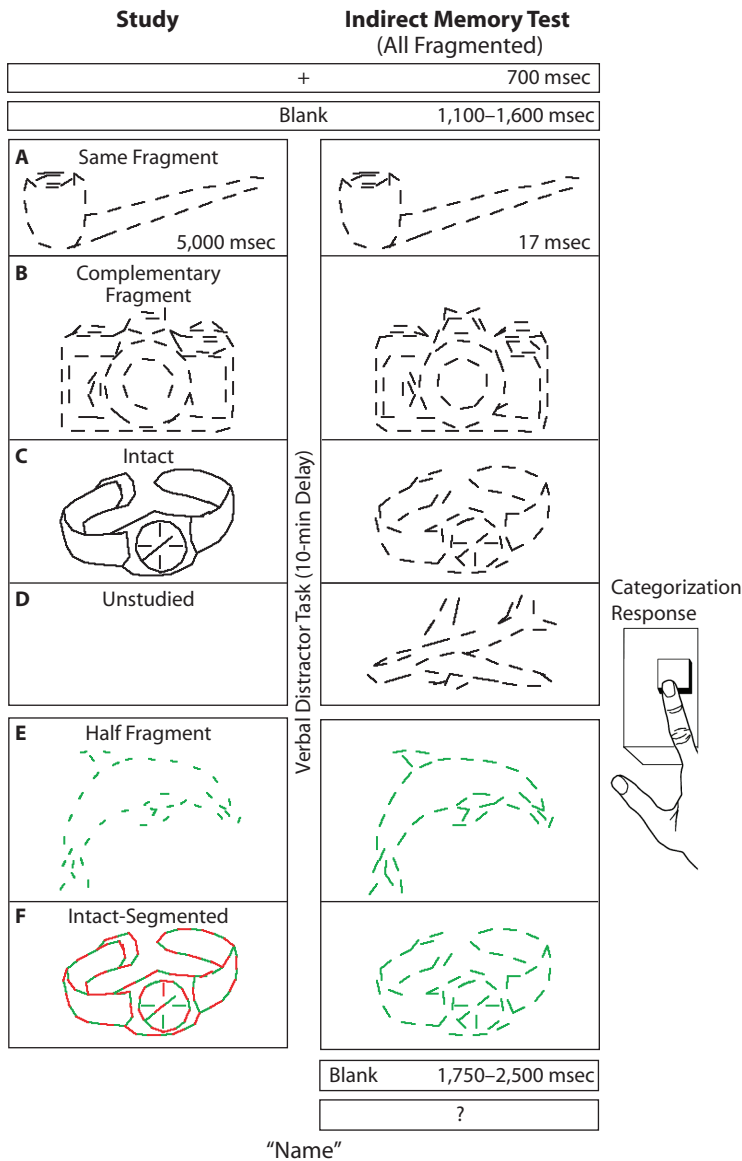 Study
Indirect Memory Test
(All Fragmented)
+ 700 msec
Blank 1,100–1,600 msec
A Same Fragment
5,000 msec
17 msec
B Complementary
Fragment
C Intact
D Unstudied
Verbal Distractor Task (10-min Delay)
Categorization
Response
E Half Fragment
F Intact-Segmented
Blank 1,750–2,500 msec
?
“Name”